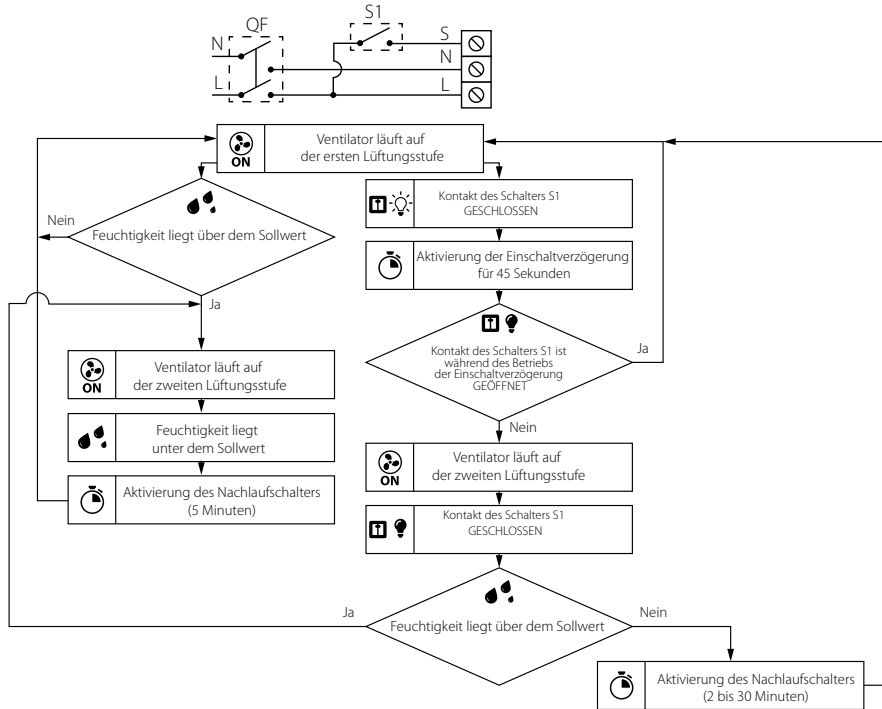 QF
S1
N
S
N
L
L
ON
Ventilator läuft auf
der ersten Lüftungsstufe
Feuchtigkeit liegt über dem Sollwert
Nein
Ja
Kontakt des Schalters S1
GESCHLOSSEN
Aktivierung der Einschaltverzögerung
für 45 Sekunden
Kontakt des Schalters S1 ist
während des Betriebs
der Einschaltverzögerung
GEÖFFNET
Ja
Nein
ON
Ventilator läuft auf
der zweiten Lüftungsstufe
Feuchtigkeit liegt
unter dem Sollwert
Aktivierung des Nachlaufschalters
(5 Minuten)
ON
Ventilator läuft auf
der zweiten Lüftungsstufe
Kontakt des Schalters S1
GESCHLOSSEN
Ja
Feuchtigkeit liegt über dem Sollwert
Nein
Aktivierung des Nachlaufschalters
(2 bis 30 Minuten)